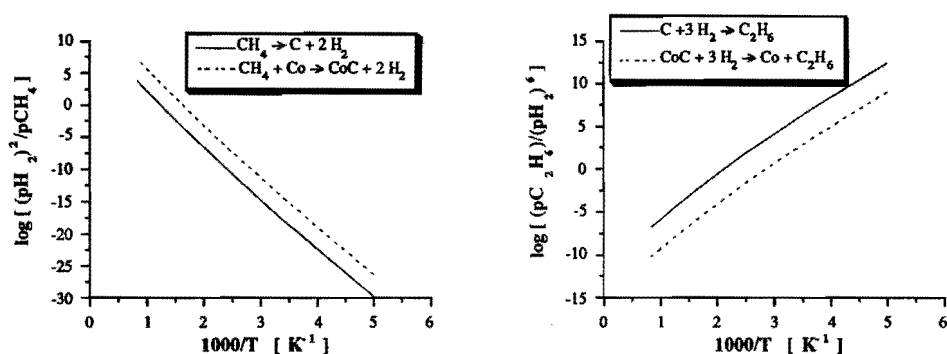 CH4 → C + 2 H2
CH4 + Co → CoC + 2 H2
log [ (pH2)^2/pCH4 ]
10
5
0
-5
-10
-15
-20
-25
-30
0 1 2 3 4 5 6
1000/T [ K^-1 ]
C +3 H2 → C2H6
CoC + 3 H2 → Co + C2H6
log [ (pC2H6)/(pH2)^6 ]
15
10
5
0
-5
-10
-15
0 1 2 3 4 5 6
1000/T [ K^-1 ]